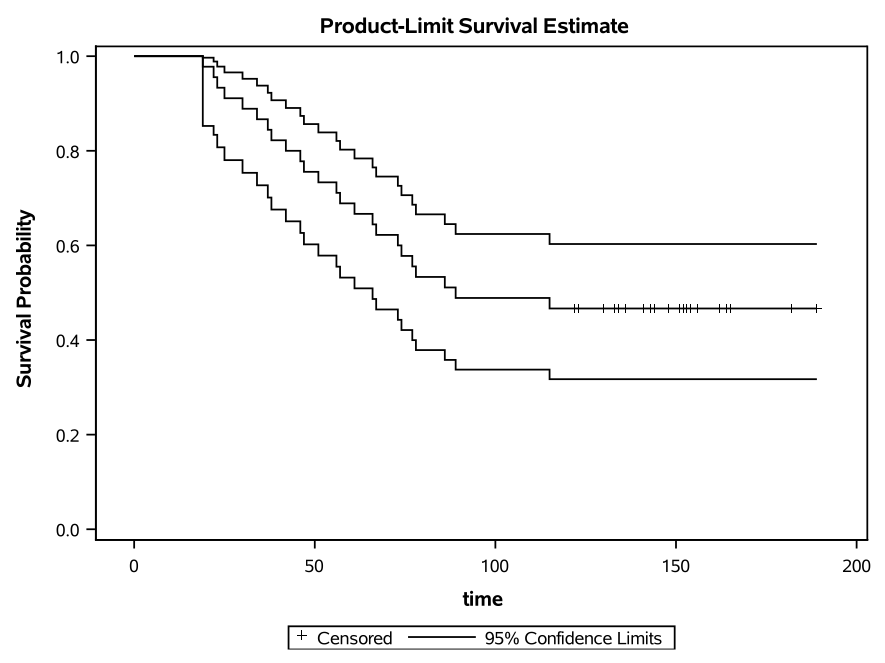 Product-Limit Survival Estimate
1.0
0.8
0.6
0.4
0.2
0.0
Survival Probability
0 50 100 150 200
time
+ Censored 95% Confidence Limits